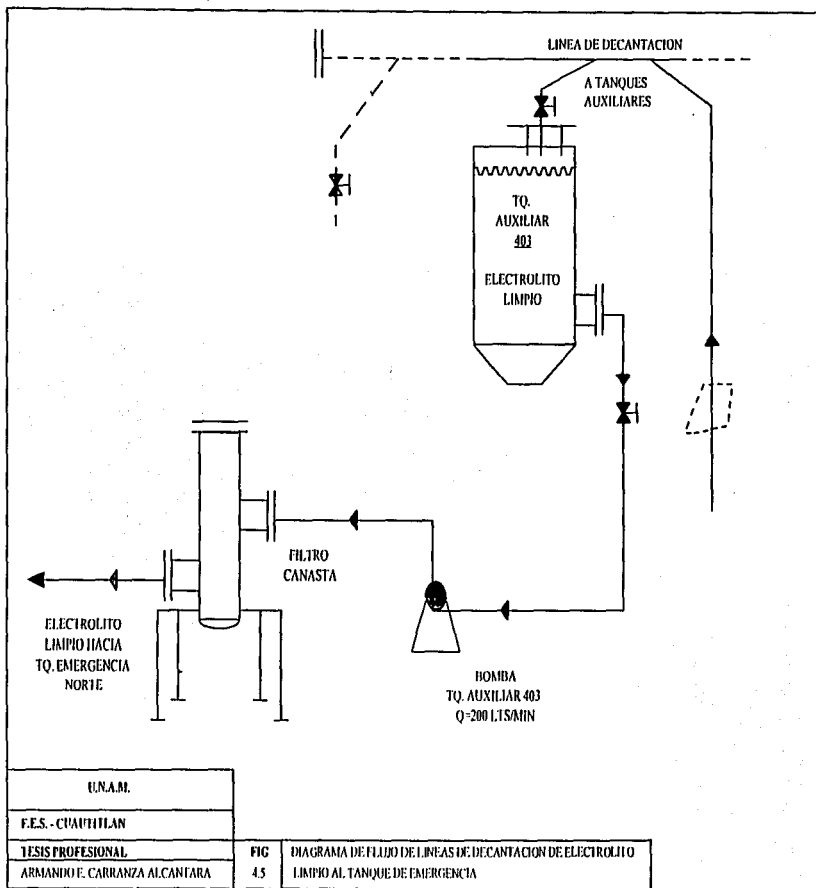 LINEA DE DECANTACION
A TANQUES
AUXILIARES
TQ.
AUXILIAR
403
ELECTROLITO
LIMPIO
FILTRO
CANASTA
ELECTROLITO
LIMPIO HACIA
TQ. EMERGENCIA
NORTE
BOMBA
TQ. AUXILIAR 403
Q=200 LTS/MIN
U.N.A.M.
F.E.S. - CUAUTITLAN
TESIS PROFESIONAL
ARMANDO E. CARRANZA ALCANTARA
FIG
4.5
DIAGRAMA DE FLUJO DE LINEAS DE DECANTACION DE ELECTROLITO
LIMPIO AL TANQUE DE EMERGENCIA